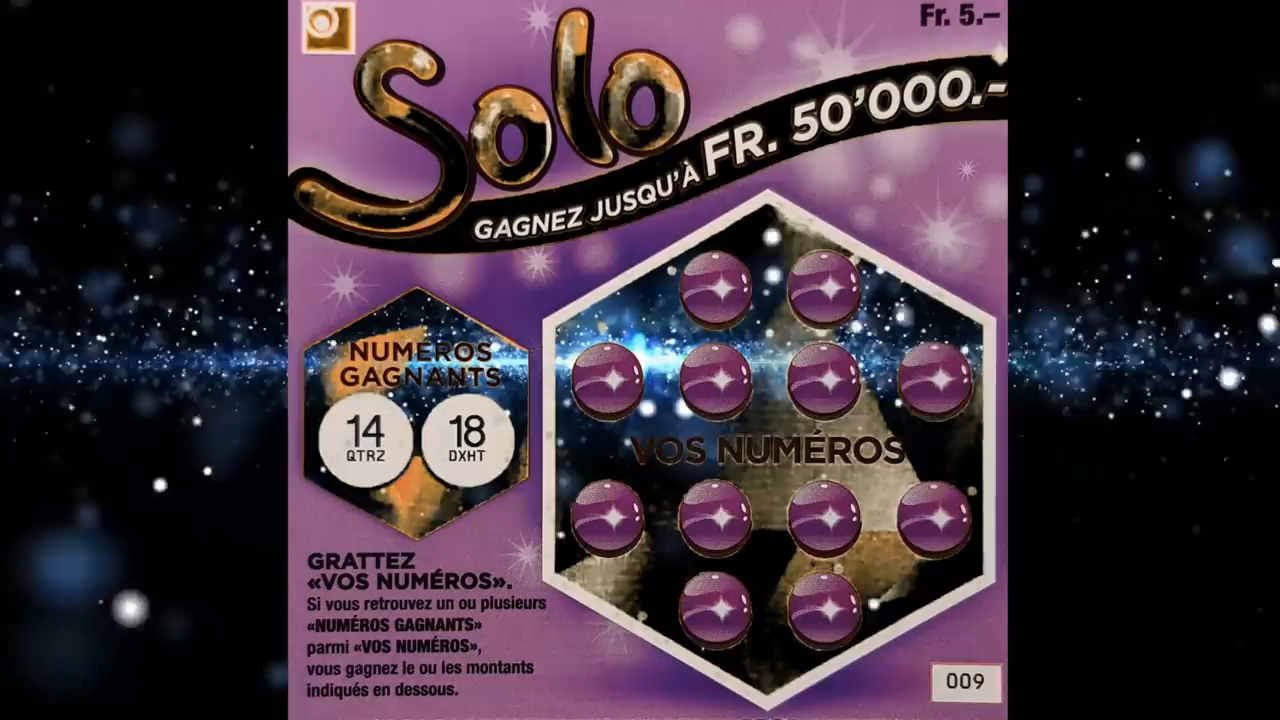 Fr. 5.–
Solo
GAGNEZ JUSQU'À FR. 50'000.-
NUMÉROS
GAGNANTS
14
QTRZ
18
DXHT
VOS NUMÉROS
GRATTEZ
«VOS NUMÉROS».
Si vous retrouvez un ou plusieurs
«NUMÉROS GAGNANTS»
parmi «VOS NUMÉROS»,
vous gagnez le ou les montants
indiqués en dessous.
009